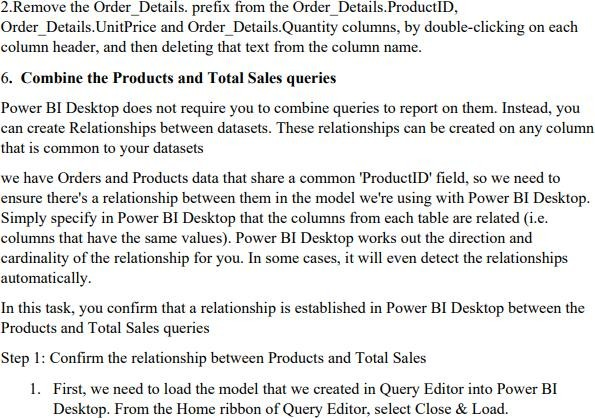 2.Remove the Order_Details. prefix from the Order_Details.ProductID,
Order_Details.UnitPrice and Order_Details.Quantity columns, by double-clicking on each
column header, and then deleting that text from the column name.
6. Combine the Products and Total Sales queries
Power BI Desktop does not require you to combine queries to report on them. Instead, you
can create Relationships between datasets. These relationships can be created on any column
that is common to your datasets
we have Orders and Products data that share a common 'ProductID' field, so we need to
ensure there's a relationship between them in the model we're using with Power BI Desktop.
Simply specify in Power BI Desktop that the columns from each table are related (i.e.
columns that have the same values). Power BI Desktop works out the direction and
cardinality of the relationship for you. In some cases, it will even detect the relationships
automatically.
In this task, you confirm that a relationship is established in Power BI Desktop between the
Products and Total Sales queries
Step 1: Confirm the relationship between Products and Total Sales
1. First, we need to load the model that we created in Query Editor into Power BI
Desktop. From the Home ribbon of Query Editor, select Close & Load.